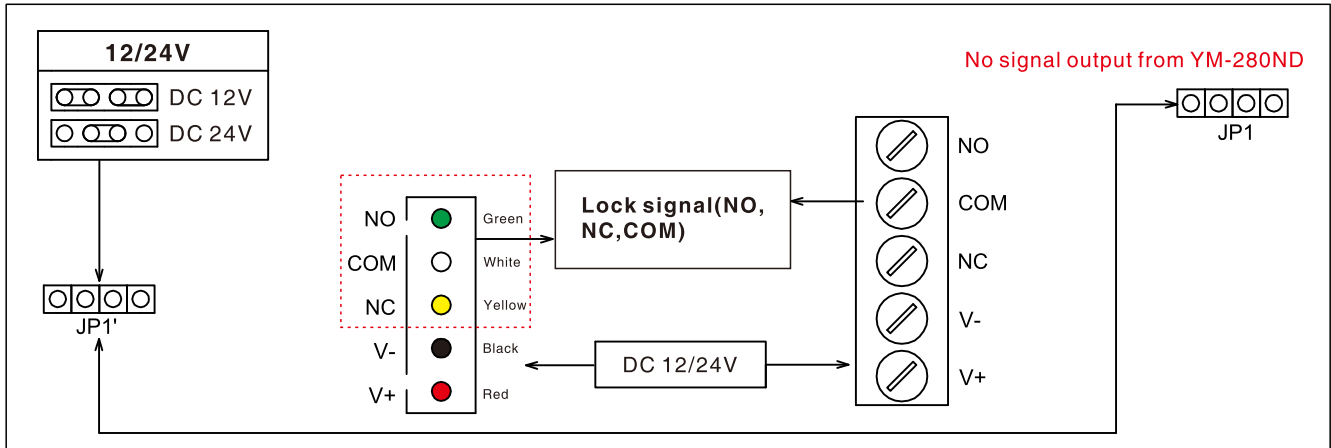 12/24V
DC 12V
DC 24V
No signal output from YM-280ND
JP1
JP1'
NO Green
COM White
NC Yellow
V- Black
V+ Red
Lock signal(NO,
NC,COM)
DC 12/24V
NO
COM
NC
V-
V+